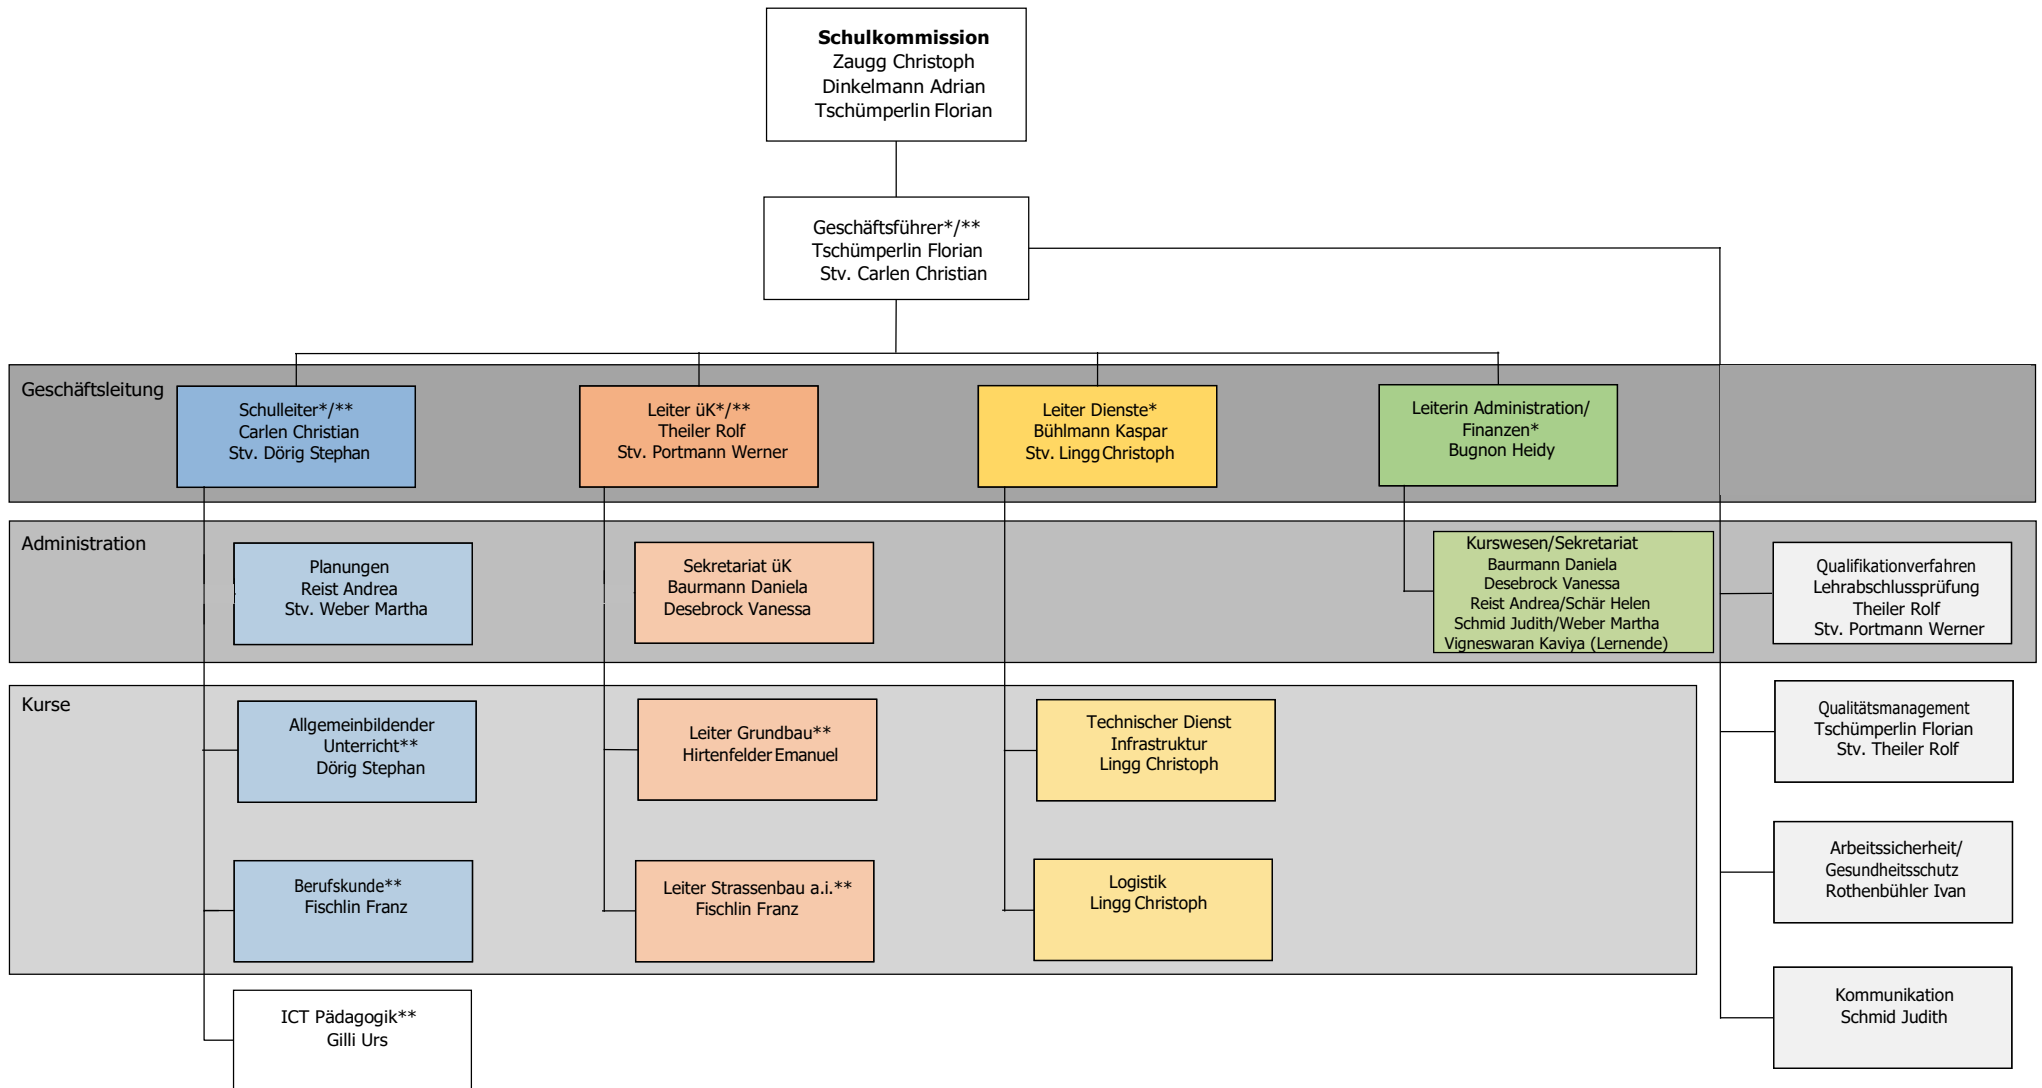 Schulkommission
Zaugg Christoph
Dinkelmann Adrian
Tschümperlin Florian
Geschäftsführer*/**
Tschümperlin Florian
Stv. Carlen Christian
Geschäftsleitung
Schulleiter*/**
Carlen Christian
Stv. Dörig Stephan
Leiter üK*/**
Theiler Rolf
Stv. Portmann Werner
Leiter Dienste*
Bühlmann Kaspar
Stv. Lingg Christoph
Leiterin Administration/
Finanzen*
Bugnon Heidy
Administration
Planungen
Reist Andrea
Stv. Weber Martha
Sekretariat üK
Baurmann Daniela
Desebrock Vanessa
Kurswesen/Sekretariat
Baurmann Daniela
Desebrock Vanessa
Reist Andrea/Schär Helen
Schmid Judith/Weber Martha
Vigneswaran Kaviya (Lernende)
Qualifikationverfahren
Lehrabschlussprüfung
Theiler Rolf
Stv. Portmann Werner
Kurse
Allgemeinbildender
Unterricht**
Dörig Stephan
Leiter Grundbau**
Hirtenfelder Emanuel
Technischer Dienst
Infrastruktur
Lingg Christoph
Qualitätsmanagement
Tschümperlin Florian
Stv. Theiler Rolf
Berufskunde**
Fischlin Franz
Leiter Strassenbau a.i.**
Fischlin Franz
Logistik
Lingg Christoph
Arbeitssicherheit/
Gesundheitsschutz
Rothenbühler Ivan
ICT Pädagogik**
Gilli Urs
Kommunikation
Schmid Judith